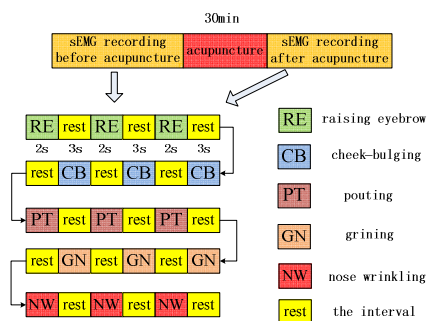 30min
sEMG recording before acupuncture
acupuncture
sEMG recording after acupuncture
RE rest RE rest RE rest
2s 3s 2s 3s 2s 3s
rest CB rest CB rest CB
PT rest PT rest PT rest
rest GN rest GN rest GN
NW rest NW rest NW rest
RE raising eyebrow
CB cheek-bulging
PT pouting
GN grining
NW nose wrinkling
rest the interval